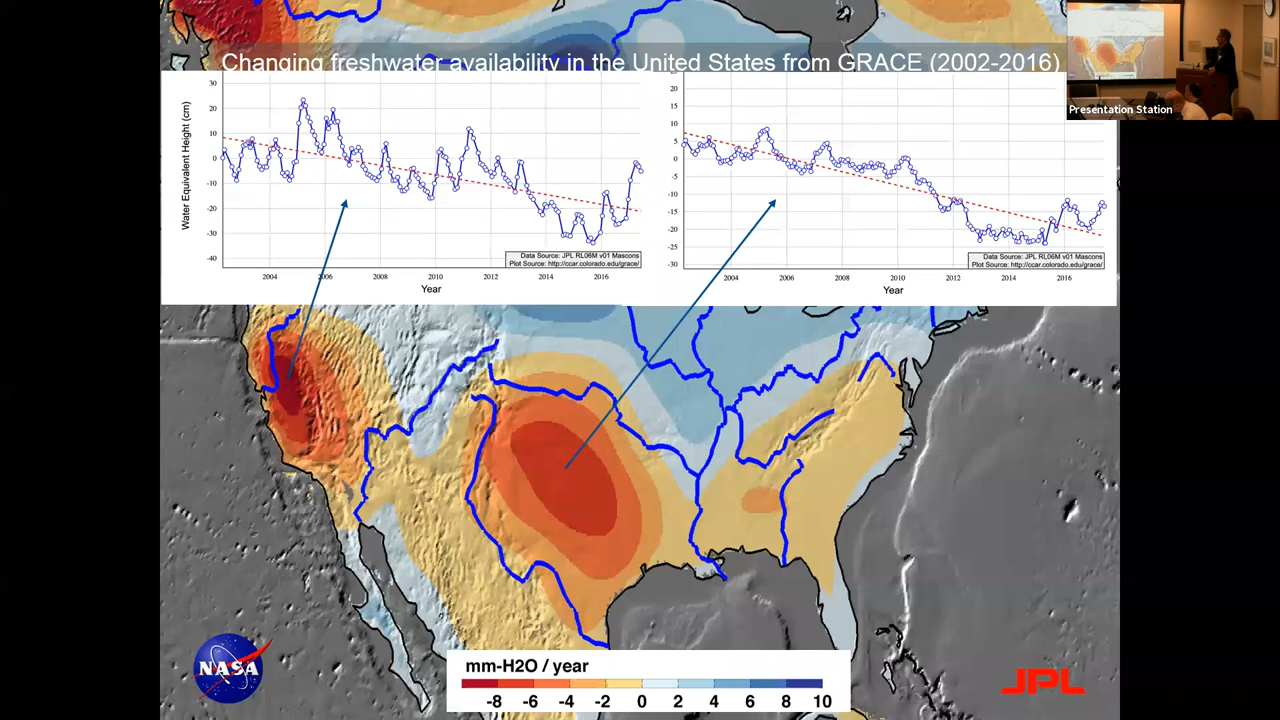 Changing freshwater availability in the United States from GRACE (2002-2016)
Presentation Station
Water Equivalent Height (cm)
30
20
10
0
-10
-20
-30
-40
2004
2006
2008
2010
2012
2014
2016
Year
Data Source: JPL RL06M v01 Mascons
Plot Source: http://ccar.colorado.edu/grace/
20
15
10
5
0
-5
-10
-15
-20
-25
-30
2004
2006
2008
2010
2012
2014
2016
Year
Data Source: JPL RL06M v01 Mascons
Plot Source: http://ccar.colorado.edu/grace/
NASA
mm-H2O / year
-8 -6 -4 -2 0 2 4 6 8 10
JPL